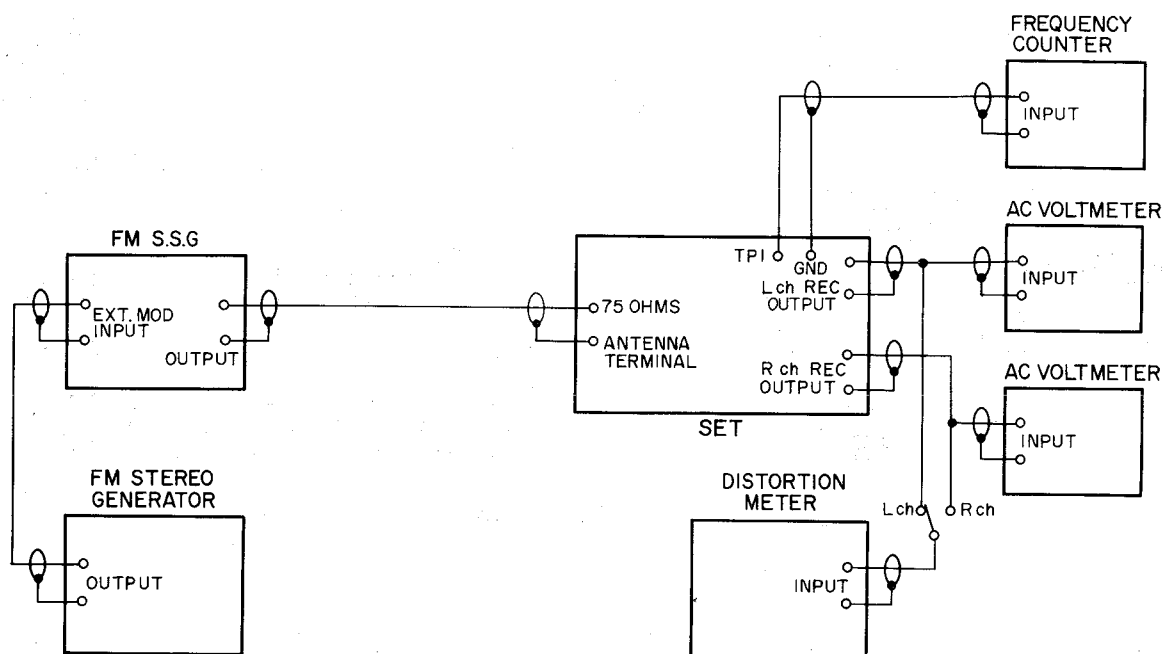 FREQUENCY
COUNTER
INPUT
AC VOLTMETER
INPUT
FM S.S.G
EXT. MOD
INPUT
OUTPUT
TP1
GND
L ch REC
OUTPUT
75 OHMS
ANTENNA
TERMINAL
R ch REC
OUTPUT
SET
AC VOLTMETER
INPUT
FM STEREO
GENERATOR
OUTPUT
DISTORTION
METER
L ch
R ch
INPUT